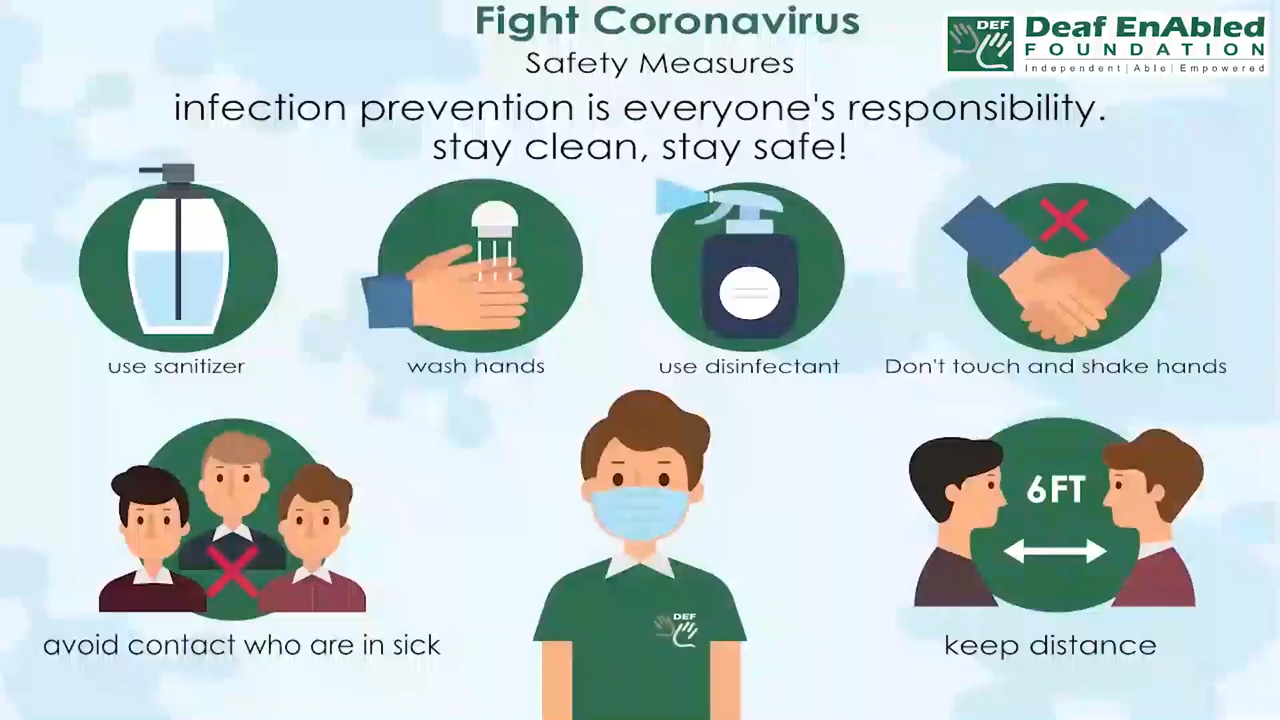 Fight Coronavirus
Safety Measures
infection prevention is everyone's responsibility.
stay clean, stay safe!
DEF
Deaf EnAbled
FOUNDATION
Independent | Able | Empowered
use sanitizer
wash hands
use disinfectant
Don't touch and shake hands
6FT
DEF
avoid contact who are in sick
keep distance